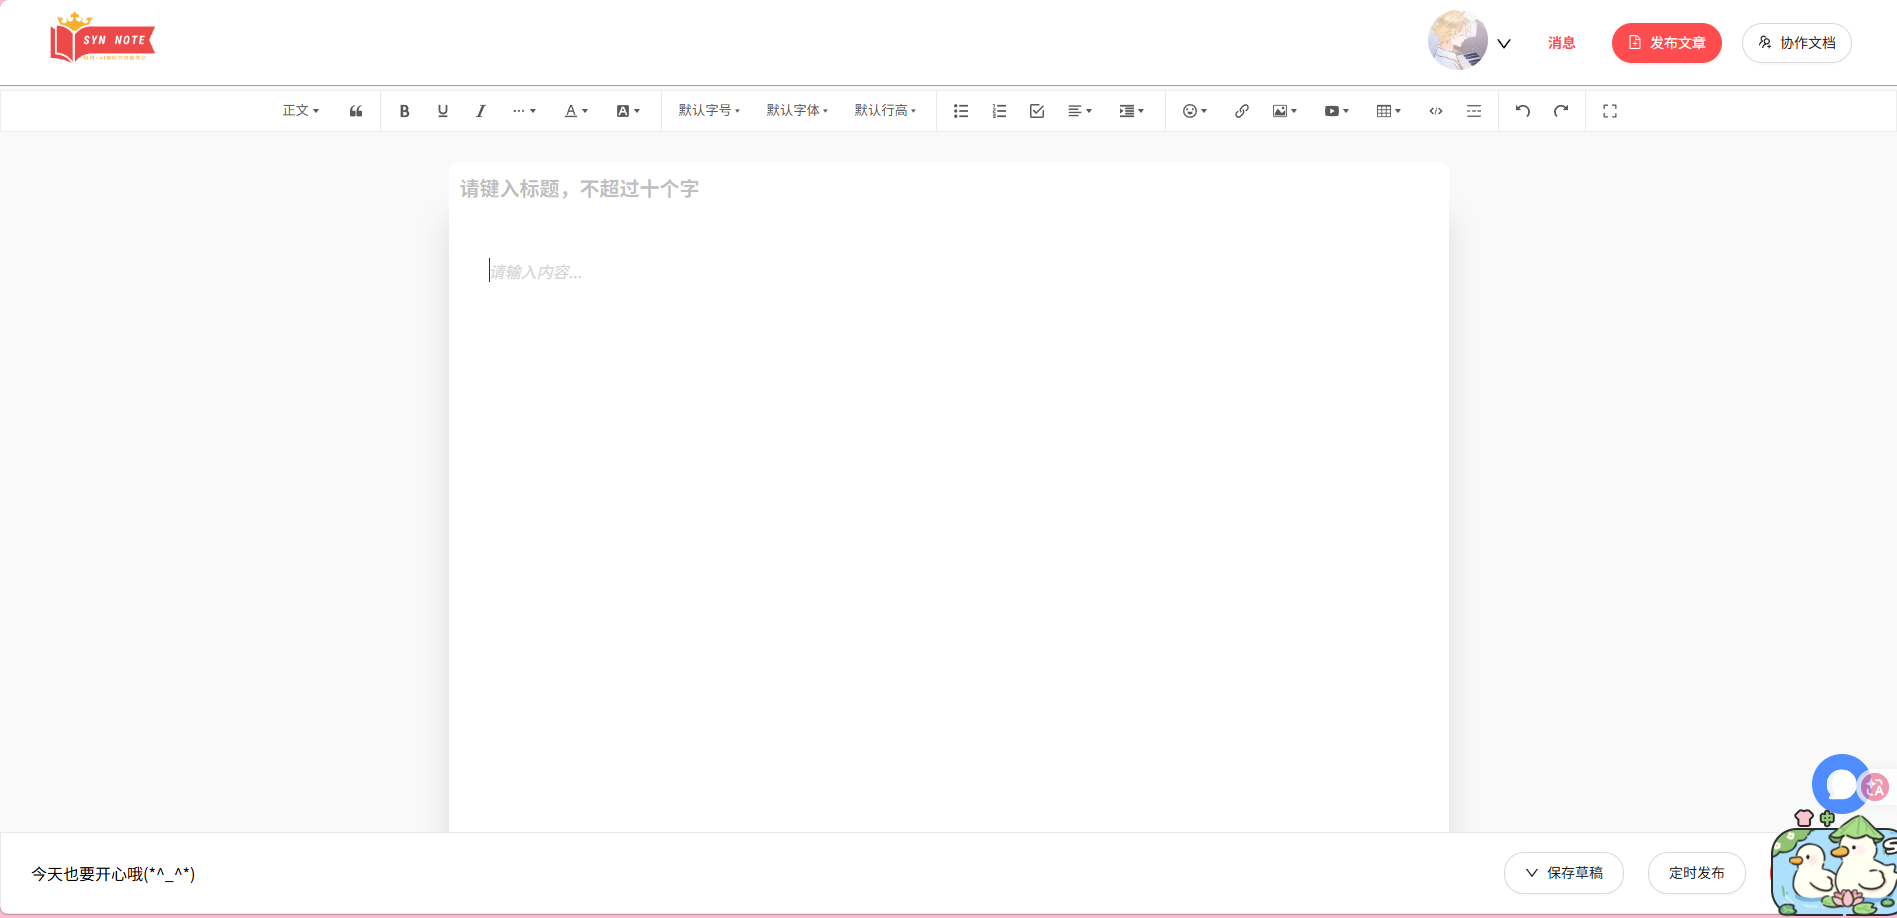 SYN NOTE
消息
发布文章
协作文档
正文
默认字号
默认字体
默认行高
请键入标题，不超过十个字
请输入内容...
今天也要开心哦(*^_^*)
保存草稿
定时发布
中